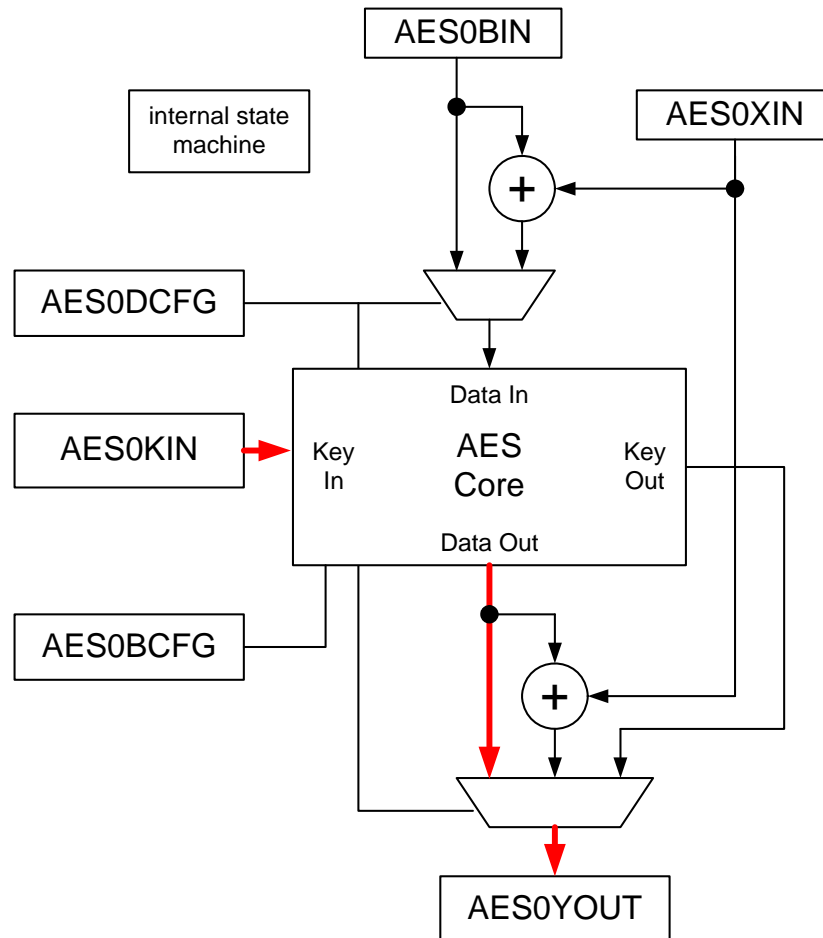 AES0BIN
internal state
machine
AES0XIN
+
AES0DCFG
Data In
AES0KIN
Key
In
AES
Core
Key
Out
Data Out
AES0BCFG
+
AES0YOUT